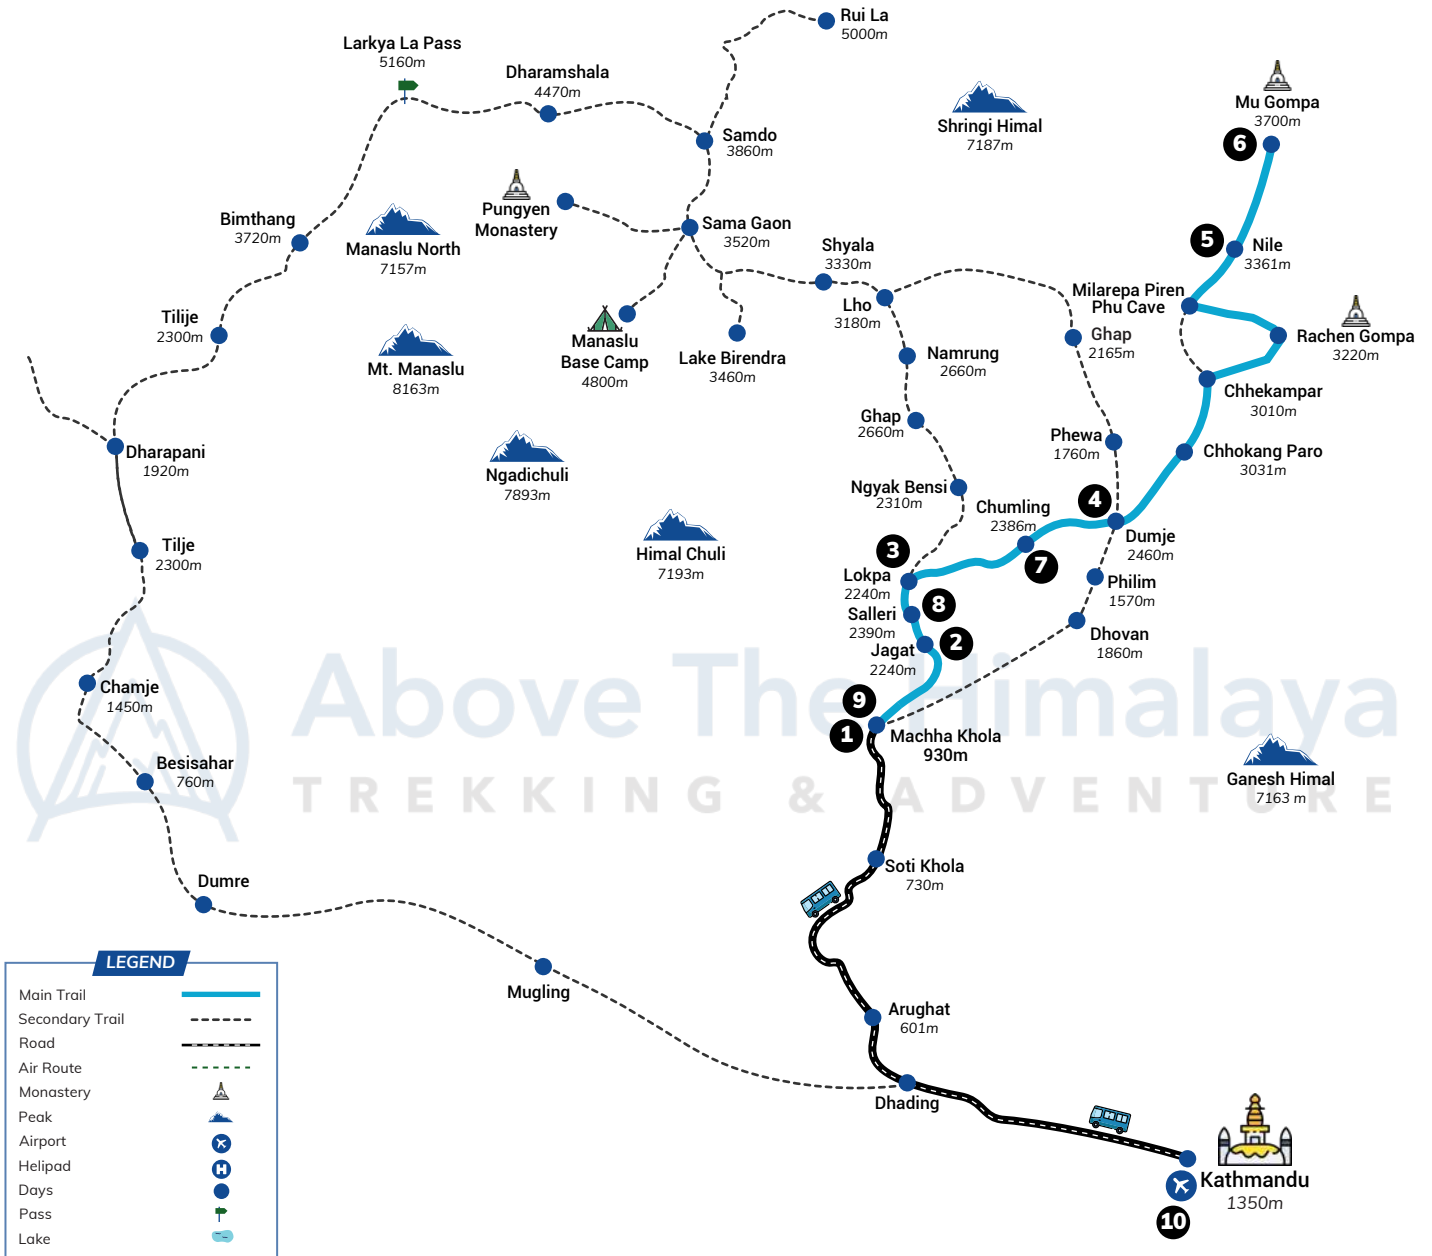 Rui La
5000m
Larkya La Pass
5160m
Dharamshala
4470m
Samdo
3860m
Shringi Himal
7187m
Mu Gompa
3700m
6
Pungyen
Monastery
Bimthang
3720m
Manaslu North
7157m
Sama Gaon
3520m
Shyala
3330m
5
Nile
3361m
Milarepa Piren
Phu Cave
Lho
3180m
Tilije
2300m
Mt. Manaslu
8163m
Manaslu
Base Camp
4800m
Lake Birendra
3460m
Namrung
2660m
Ghap
2165m
Rachen Gompa
3220m
Chhekampar
3010m
Ghap
2660m
Phewa
1760m
Chhokang Paro
3031m
Dharapani
1920m
Ngadichuli
7893m
Ngyak Bensi
2310m
Chumling
2386m
4
Dumje
2460m
Himal Chuli
7193m
3
7
Tilje
2300m
Lokpa
2240m
Philim
1570m
Salleri
2390m
8
Jagat
2240m
2
Dhovan
1860m
Above The Himalaya
TREKKING & ADVENTURE
Chamje
1450m
9
1
Machha Khola
930m
Besisahar
760m
Ganesh Himal
7163 m
Soti Khola
730m
Dumre
Mugling
Arughat
601m
Dhading
Kathmandu
1350m
10
LEGEND
Main Trail
Secondary Trail
Road
Air Route
Monastery
Peak
Airport
Helipad
H
Days
Pass
Lake